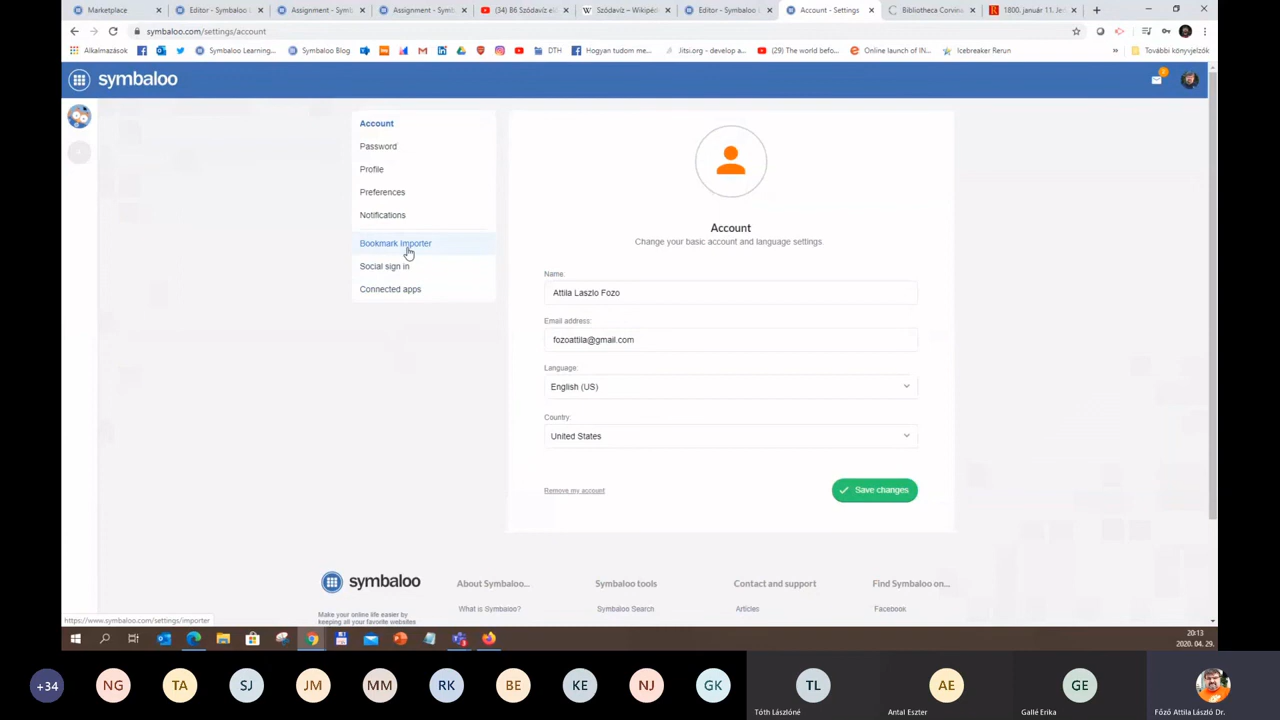 Marketplace
Editor - Symbaloo
Assignment - Symb
Assignment - Symb
(34) B6 Szódavíz
Szódavíz – Wikipéd
Editor - Symbaloo
Account - Settings
Bibliotheca Corvin
1800. január 11. Je
symbaloo.com/settings/account
Alkalmazások
Symbaloo Learning...
Symbaloo Blog
DTH
Hogyan tudom me...
Jitsi.org - develop a...
(29) The world befo...
Online launch of IN...
Icebreaker Rerun
»
További könyvjelzők
symbaloo
Account
Password
Profile
Preferences
Notifications
Bookmark Importer
Social sign in
Connected apps
Account
Change your basic account and language settings
Name:
Attila Laszlo Fozo
Email address:
fozoattila@gmail.com
Language:
English (US)
Country:
United States
Remove my account
Save changes
symbaloo
Make your online life easier by
keeping all your favorite websites
About Symbaloo...
What is Symbaloo?
Symbaloo tools
Symbaloo Search
Contact and support
Articles
Find Symbaloo on...
Facebook
https://www.symbaloo.com/settings/importer
20:13
2020. 04. 29.
+34
NG
TA
SJ
JM
MM
RK
BE
KE
NJ
GK
TL
Tóth Lászlóné
AE
Antal Eszter
GE
Gallé Erika
Főző Attila László Dr.